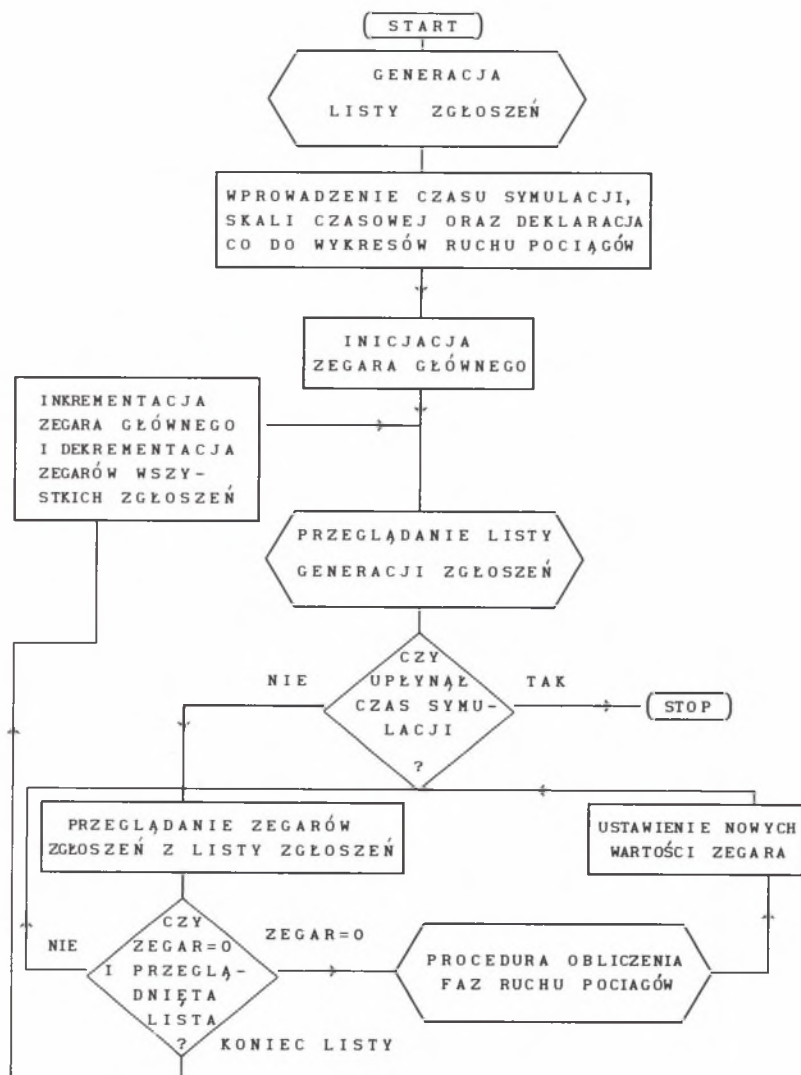 START
GENERACJA
LISTY ZGŁOSZEŃ
WPROWADZENIE CZASU SYMULACJI,
SKALI CZASOWEJ ORAZ DEKLARACJA
CO DO WYKRESÓW RUCHU POCIĄGÓW
INICJACJA
ZEGARA GŁÓWNEGO
INKREMENTACJA
ZEGARA GŁÓWNEGO
I DEKREMENTACJA
ZEGARÓW WSZY-
STKICH ZGŁOSZEŃ
PRZEGLĄDANIE LISTY
GENERACJI ZGŁOSZEŃ
CZY
UPŁYNĄŁ
CZAS SYMU-
LACJI
?
NIE
TAK
STOP
PRZEGLĄDANIE ZEGARÓW
ZGŁOSZEŃ Z LISTY ZGŁOSZEŃ
USTAWIENIE NOWYCH
WARTOŚCI ZEGARA
CZY
ZEGAR=0
I PRZEGLĄ-
DNIĘTA
LISTA
?
NIE
ZEGAR=0
PROCEDURA OBLICZENIA
FAZ RUCHU POCIAGÓW
KONIEC LISTY